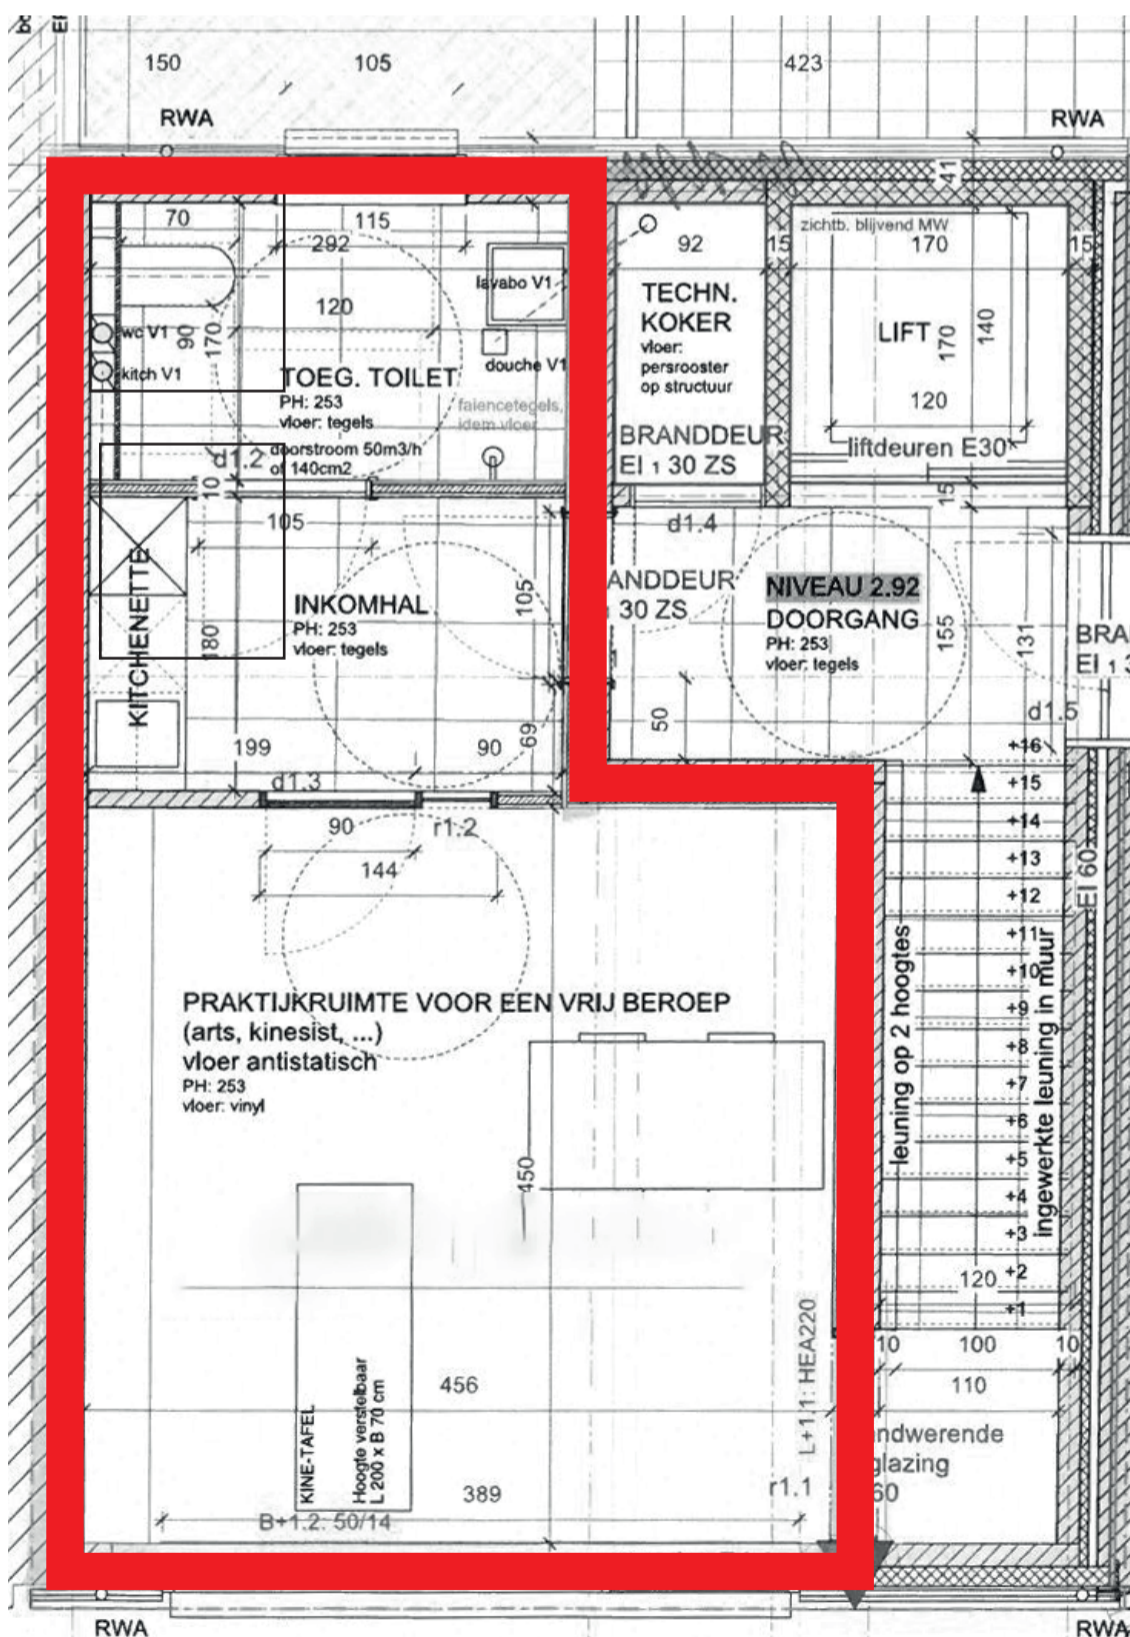 150
105
423
RWA
RWA
41
70
115
292
120
90
170
lavabo V1
wc V1
kitch V1
douche V1
TOEG. TOILET
PH: 253
vloer: tegels
faiencetegels,
idem vloer
doorstroom 50m3/h
of 140cm2
d1.2
10
92
15
TECHN.
KOKER
vloer:
persrooster
op structuur
BRANDDEUR
EI 1 30 ZS
zichtb. blijvend MW
170
15
LIFT
170
140
120
liftdeuren E30
15
d1.4
105
KITCHENETTE
180
INKOMHAL
PH: 253
vloer: tegels
105
69
199
90
d1.3
ANDDEUR
30 ZS
NIVEAU 2.92
DOORGANG
PH: 253
vloer: tegels
155
131
50
BRA
EI 1 3
d1.5
90
r1.2
144
+16
+15
+14
+13
+12
+11
+10
+9
+8
+7
+6
+5
+4
+3
+2
+1
EI 60
leuning op 2 hoogtes
ingewerkte leuning in muur
PRAKTIJKRUIMTE VOOR EEN VRIJ BEROEP
(arts, kinesist, ...)
vloer antistatisch
PH: 253
vloer: vinyl
450
120
10
100
10
110
456
L+1.1: HEA220
KINE-TAFEL
Hoogte verstelbaar
L 200 x B 70 cm
389
B+1.2: 50/14
r1.1
andwerende
glazing
60
RWA
RWA